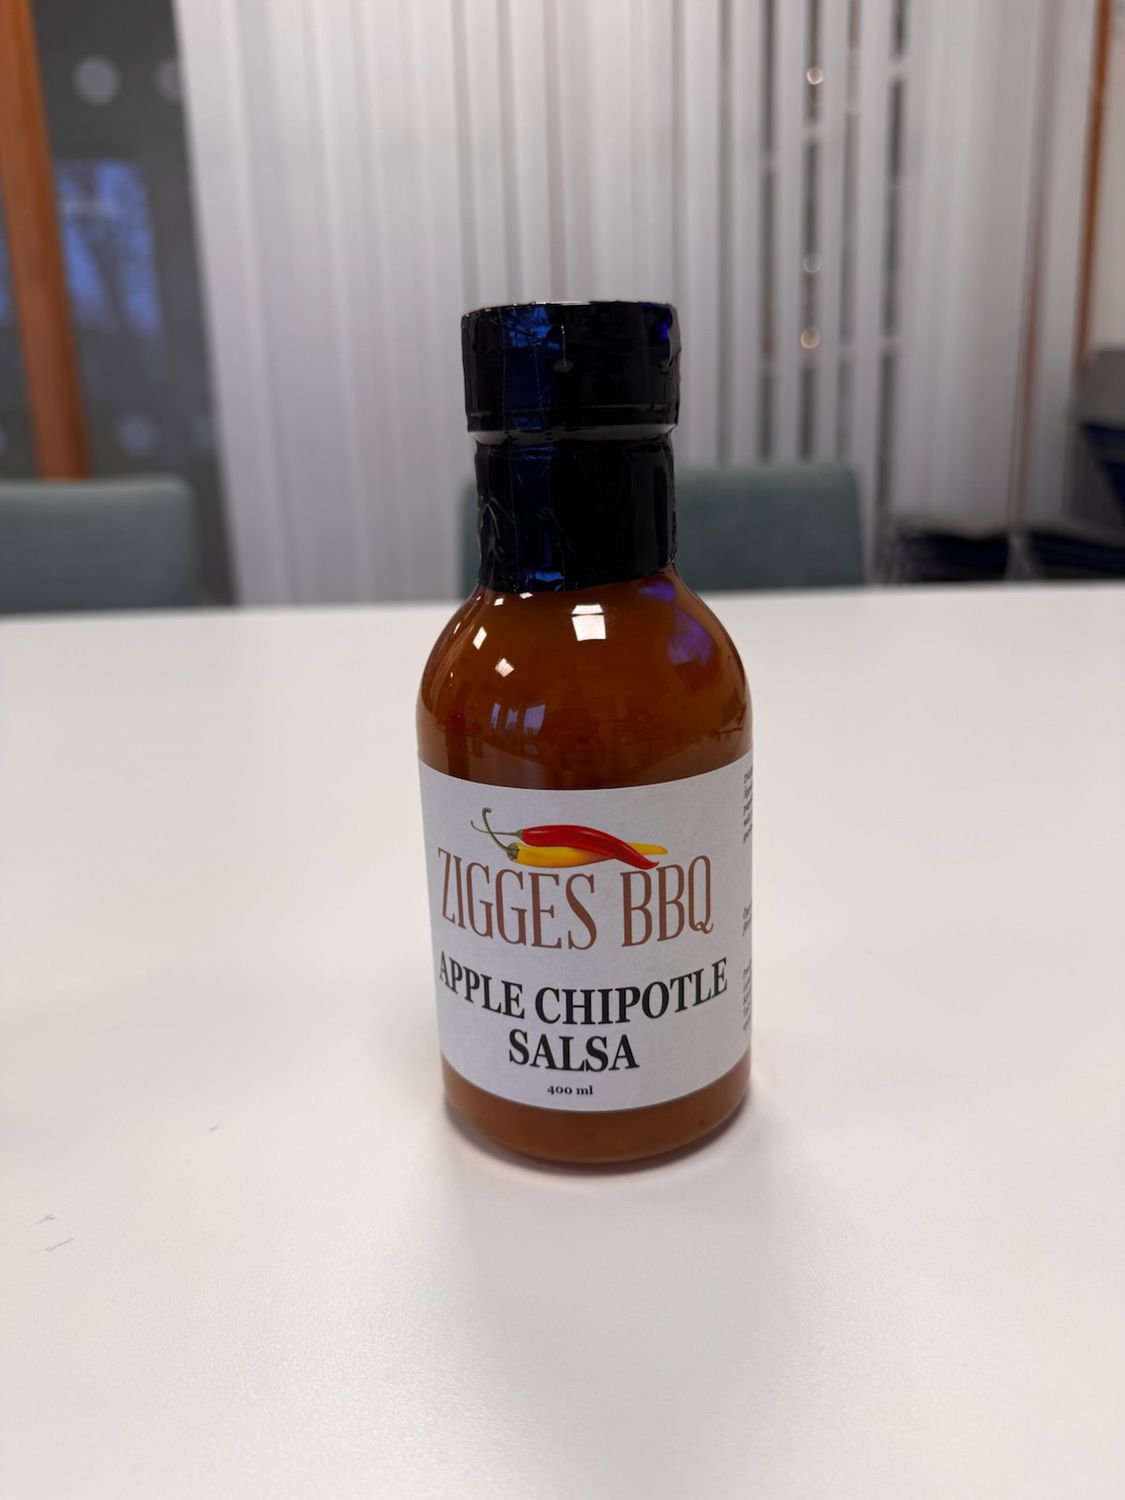 ZIGGES BBQ
APPLE CHIPOTLE
SALSA
400 ml